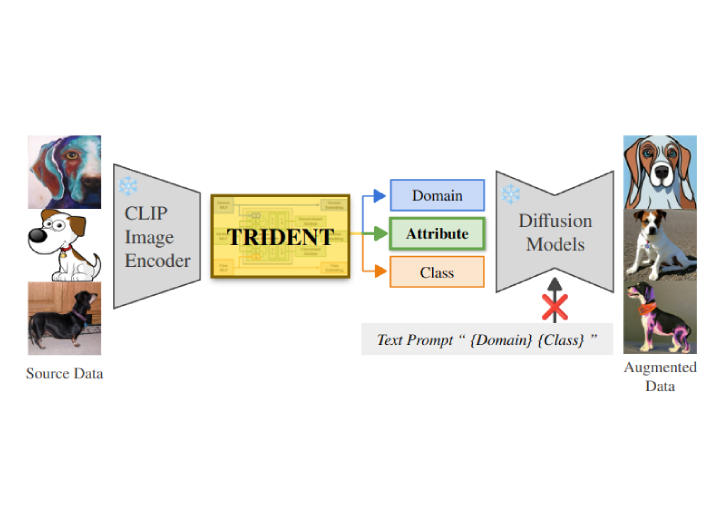 CLIP
Image
Encoder
TRIDENT
Domain
Attribute
Class
Diffusion
Models
Text Prompt “ {Domain} {Class} ”
Source Data
Augmented
Data